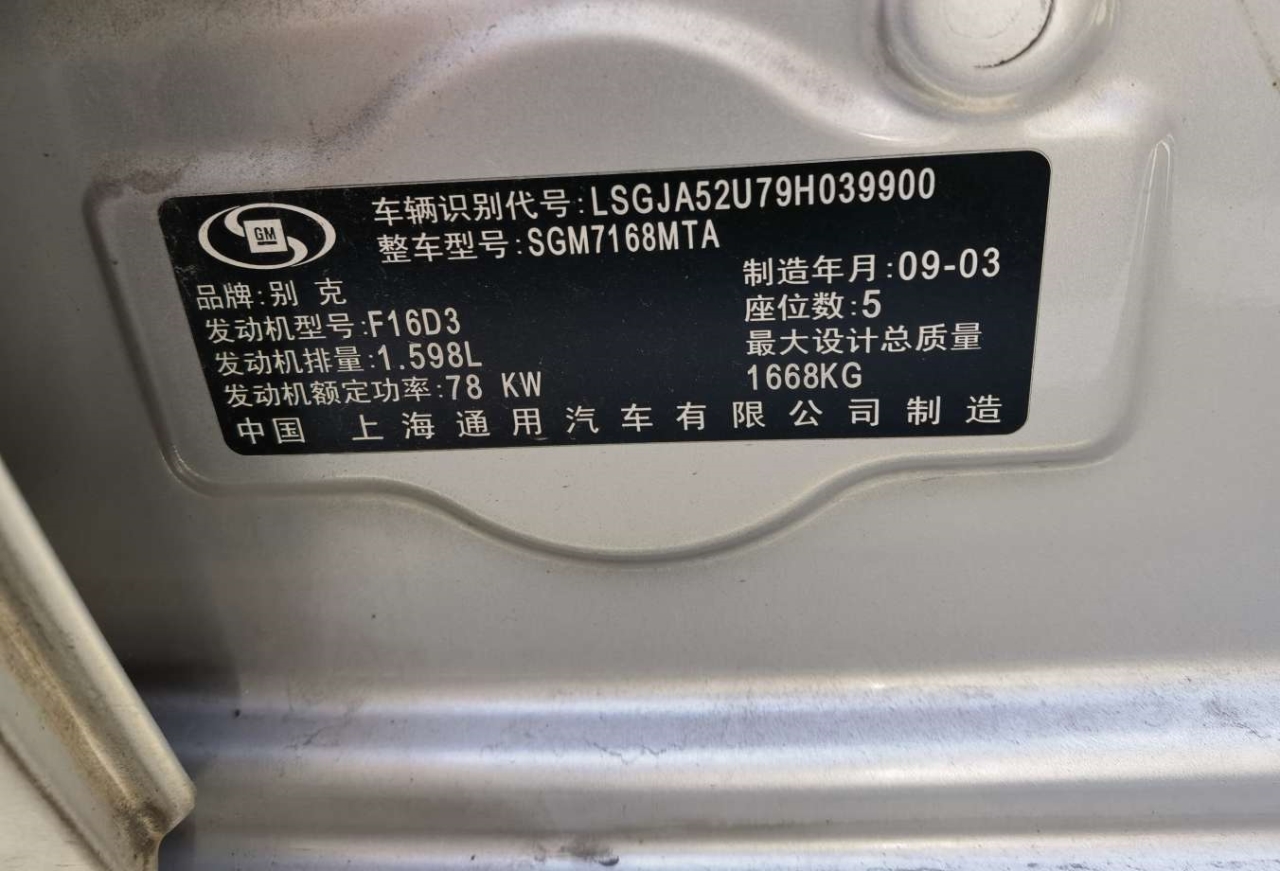 GM
车辆识别代号:LSGJA52U79H039900
整车型号:SGM7168MTA
品牌:别 克
制造年月:09-03
发动机型号:F16D3
座位数:5
发动机排量:1.598L
最大设计总质量
发动机额定功率:78 KW
1668KG
中国 上海通用汽车有限公司制造